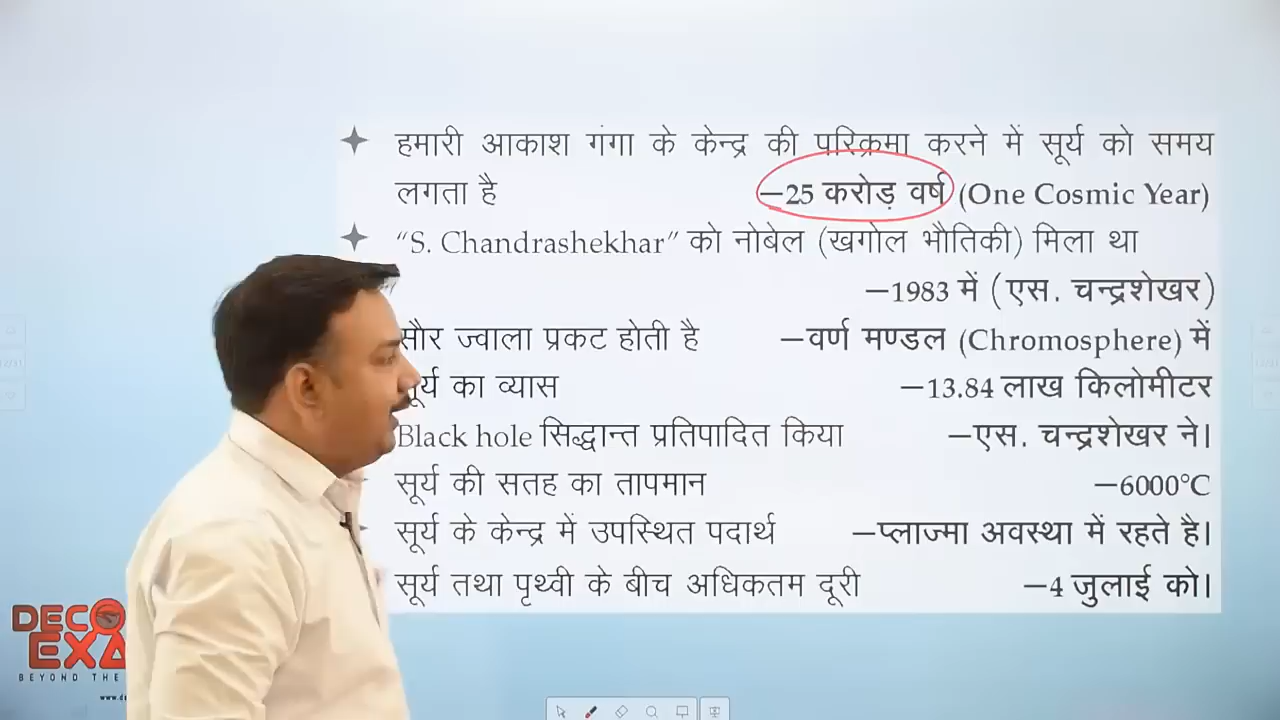 हमारी आकाश गंगा के केन्द्र की परिक्रमा करने में सूर्य को समय
लगता है –25 करोड़ वर्ष (One Cosmic Year)
“S. Chandrashekhar” को नोबेल (खगोल भौतिकी) मिला था
–1983 में (एस. चन्द्रशेखर)
सौर ज्वाला प्रकट होती है –वर्ण मण्डल (Chromosphere) में
सूर्य का व्यास –13.84 लाख किलोमीटर
Black hole सिद्धान्त प्रतिपादित किया –एस. चन्द्रशेखर ने।
सूर्य की सतह का तापमान –6000°C
सूर्य के केन्द्र में उपस्थित पदार्थ –प्लाज्मा अवस्था में रहते है।
सूर्य तथा पृथ्वी के बीच अधिकतम दूरी –4 जुलाई को।
DECO
EXA
BEYOND THE